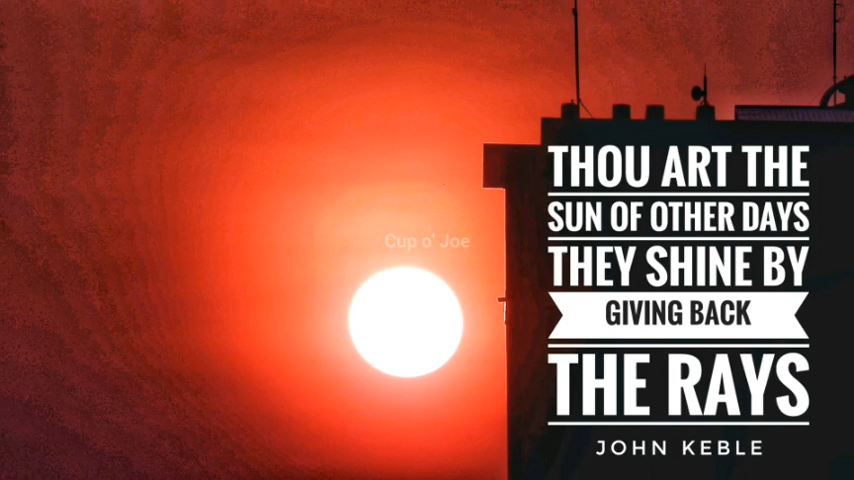 Cup o' Joe
THOU ART THE
SUN OF OTHER DAYS
THEY SHINE BY
GIVING BACK
THE RAYS
JOHN KEBLE